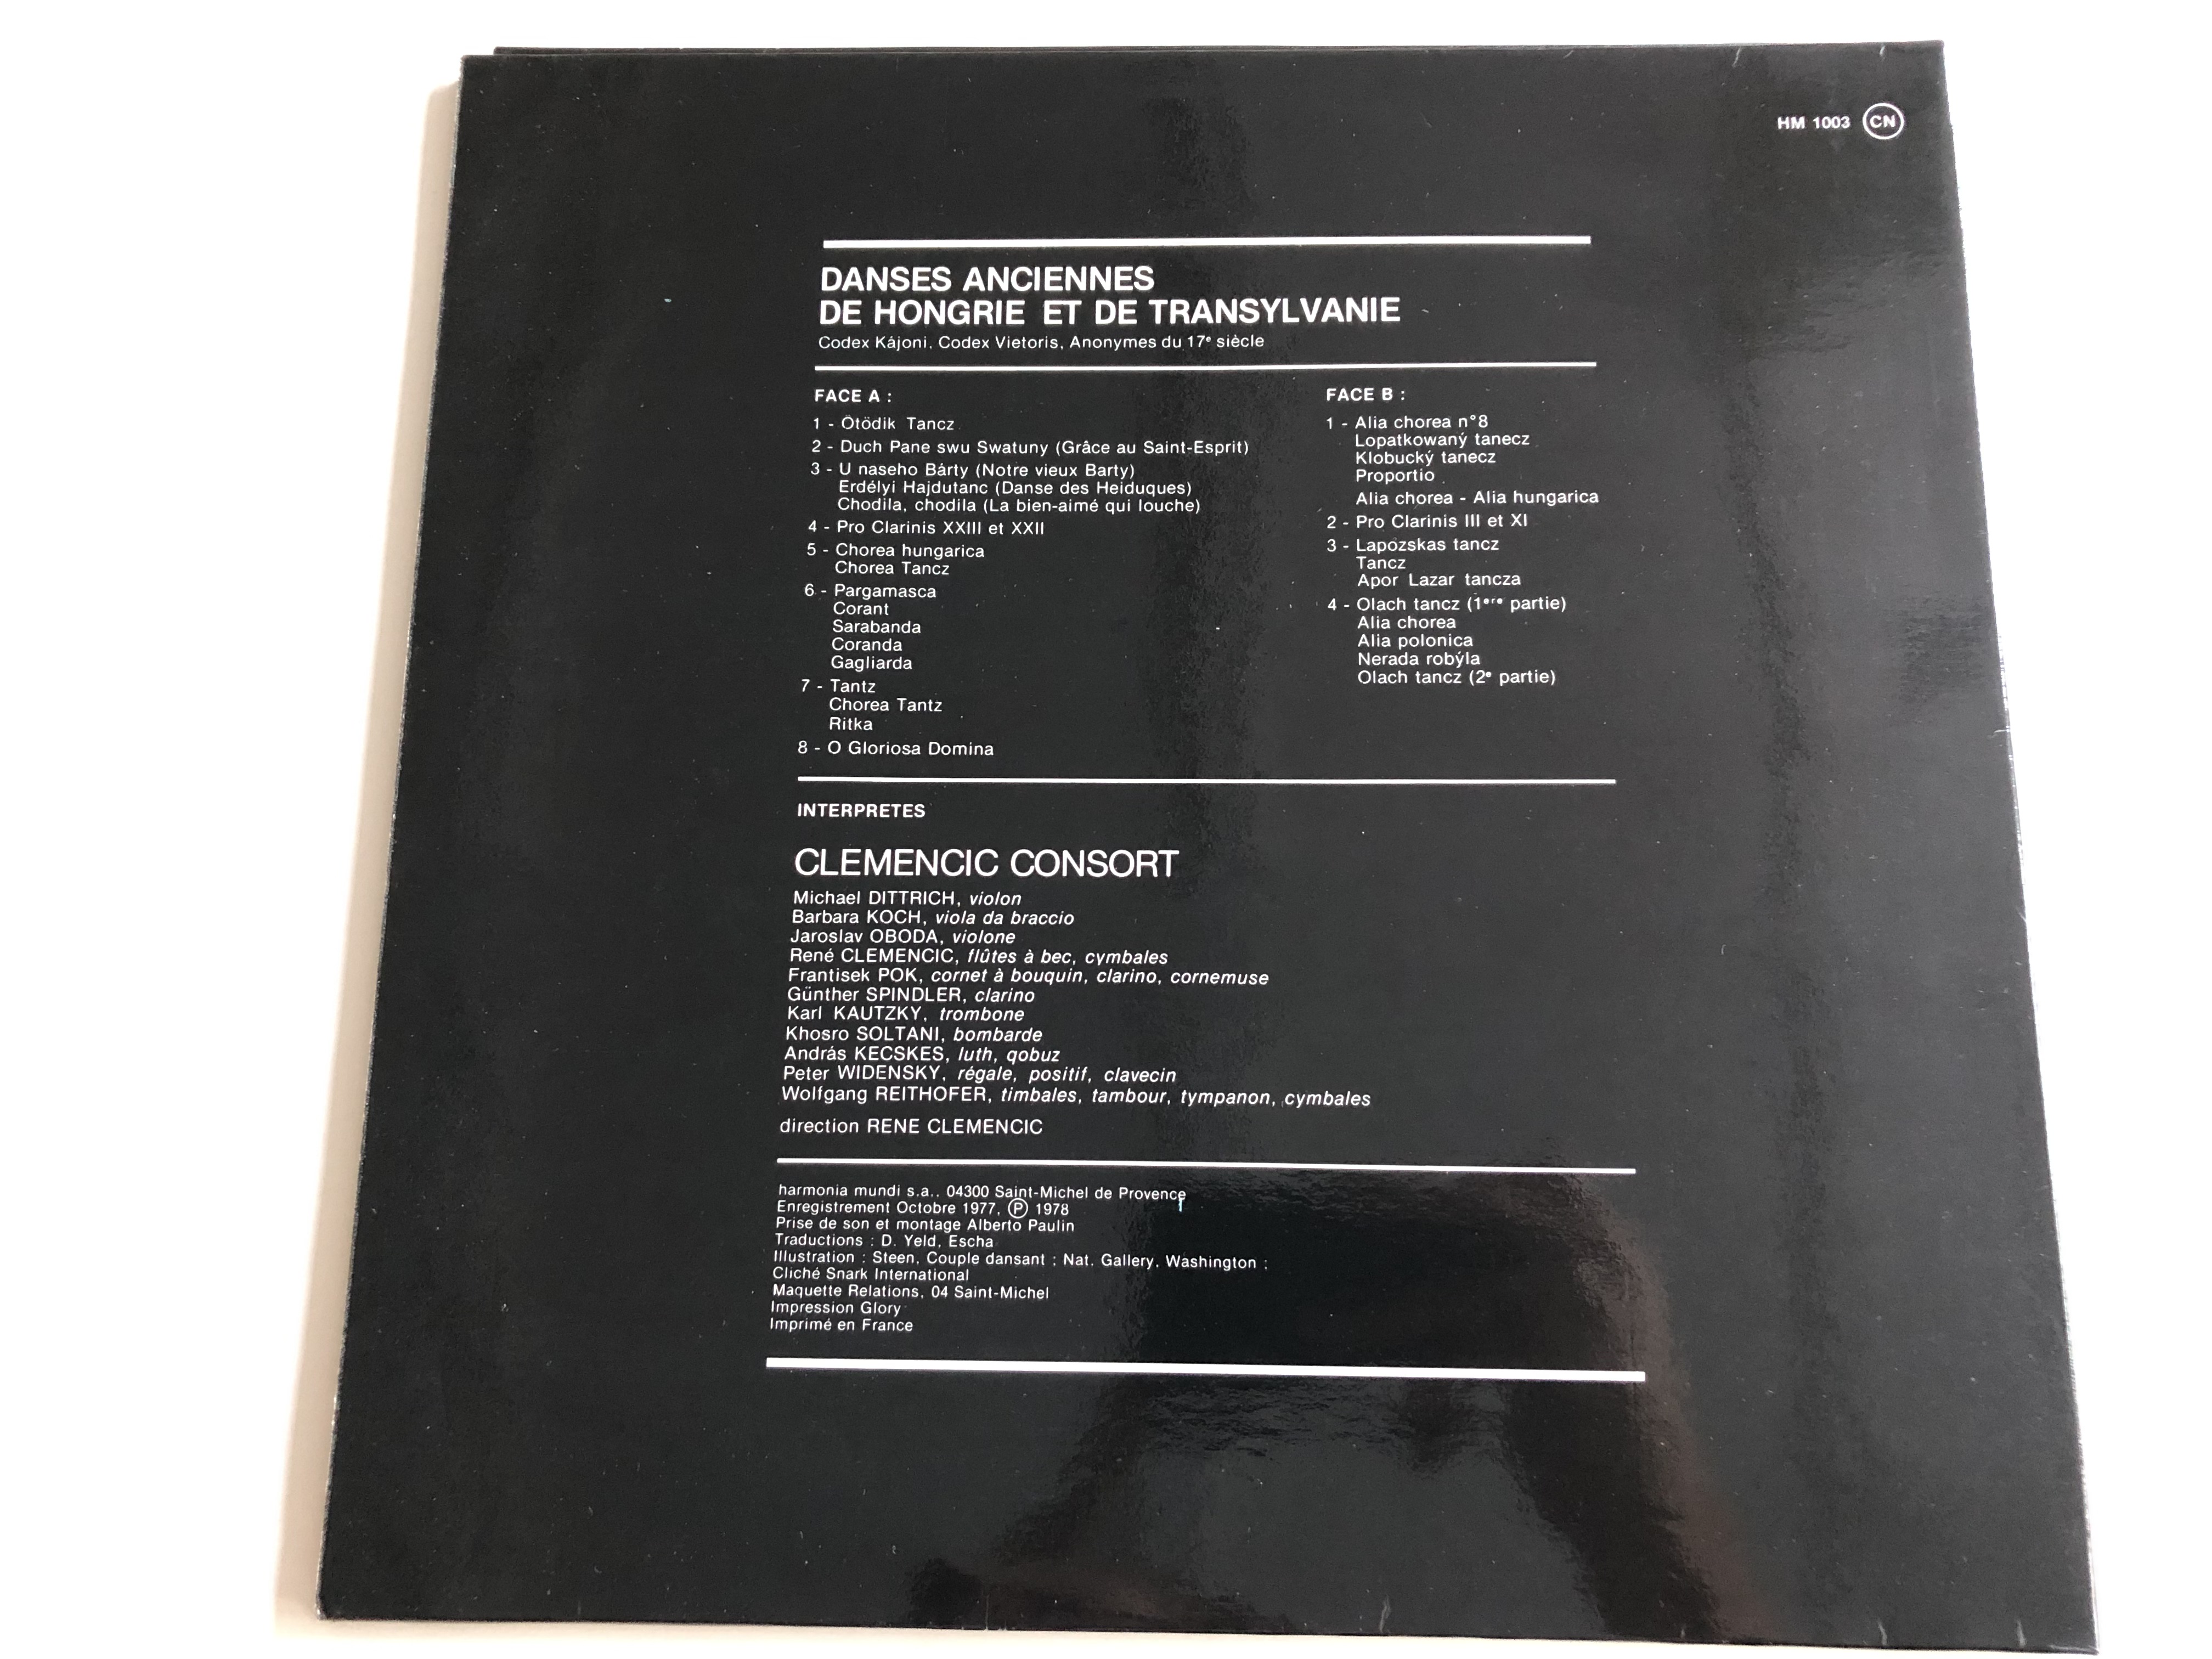 HM 1003 CN
DANSES ANCIENNES
DE HONGRIE ET DE TRANSYLVANIE
Codex Kájoni, Codex Vietoris, Anonymes du 17e siècle
FACE A :
1 - Ötödik Tancz
2 - Duch Pane swu Swatuny (Grâce au Saint-Esprit)
3 - U naseho Bárty (Notre vieux Barty)
Erdélyi Hajdutanc (Danse des Heiduques)
Chodila, chodila (La bien-aimé qui louche)
4 - Pro Clarinis XXIII et XXII
5 - Chorea hungarica
Chorea Tancz
6 - Pargamasca
Corant
Sarabanda
Coranda
Gagliarda
7 - Tantz
Chorea Tantz
Ritka
8 - O Gloriosa Domina
FACE B :
1 - Alia chorea n°8
Lopatkowaný tanecz
Klobucký tanecz
Proportio
Alia chorea - Alia hungarica
2 - Pro Clarinis III et XI
3 - Lapózskas tancz
Tancz
Apor Lazar tancza
4 - Olach tancz (1ere partie)
Alia chorea
Alia polonica
Nerada robýla
Olach tancz (2e partie)
INTERPRETES
CLEMENCIC CONSORT
Michael DITTRICH, violon
Barbara KOCH, viola da braccio
Jaroslav OBODA, violone
René CLEMENCIC, flûtes à bec, cymbales
Frantisek POK, cornet à bouquin, clarino, cornemuse
Günther SPINDLER, clarino
Karl KAUTZKY, trombone
Khosro SOLTANI, bombarde
András KECSKES, luth, qobuz
Peter WIDENSKY, régale, positif, clavecin
Wolfgang REITHOFER, timbales, tambour, tympanon, cymbales
direction RENE CLEMENCIC
harmonia mundi s.a., 04300 Saint-Michel de Provence
Enregistrement Octobre 1977, Ⓟ 1978
Prise de son et montage Alberto Paulin
Traductions : D. Yeld, Escha
Illustration : Steen, Couple dansant ; Nat. Gallery, Washington ;
Cliché Snark International
Maquette Relations, 04 Saint-Michel
Impression Glory
Imprimé en France